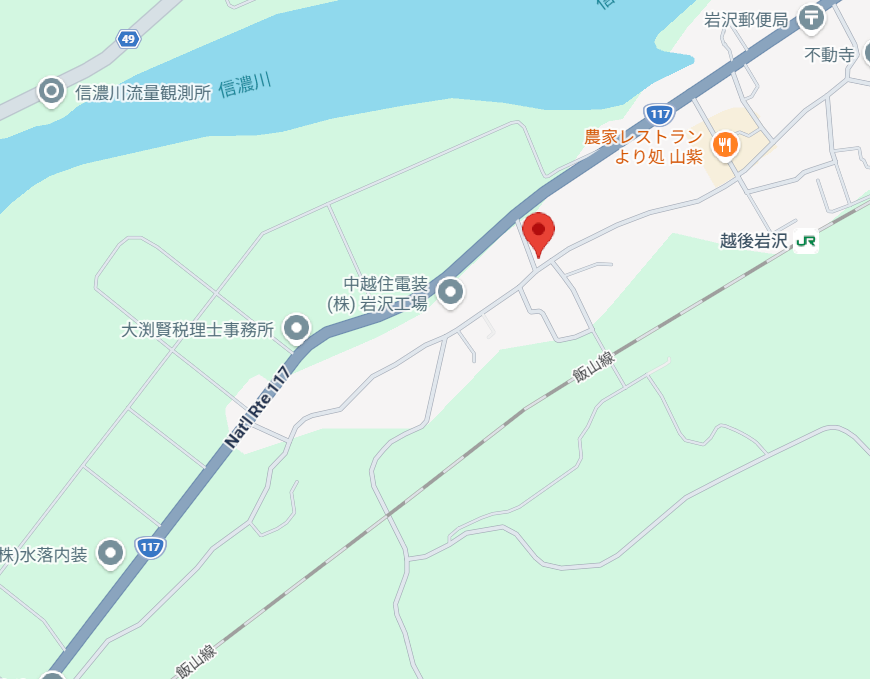 信
岩沢郵便局
49
不動寺
信濃川
信濃川流量観測所
117
農家レストラン
より処 山紫
越後岩沢
JR
中越住電装
(株) 岩沢工場
大渕賢税理士事務所
飯山線
Nat'l Rte 117
117
株)水落内装
飯山線